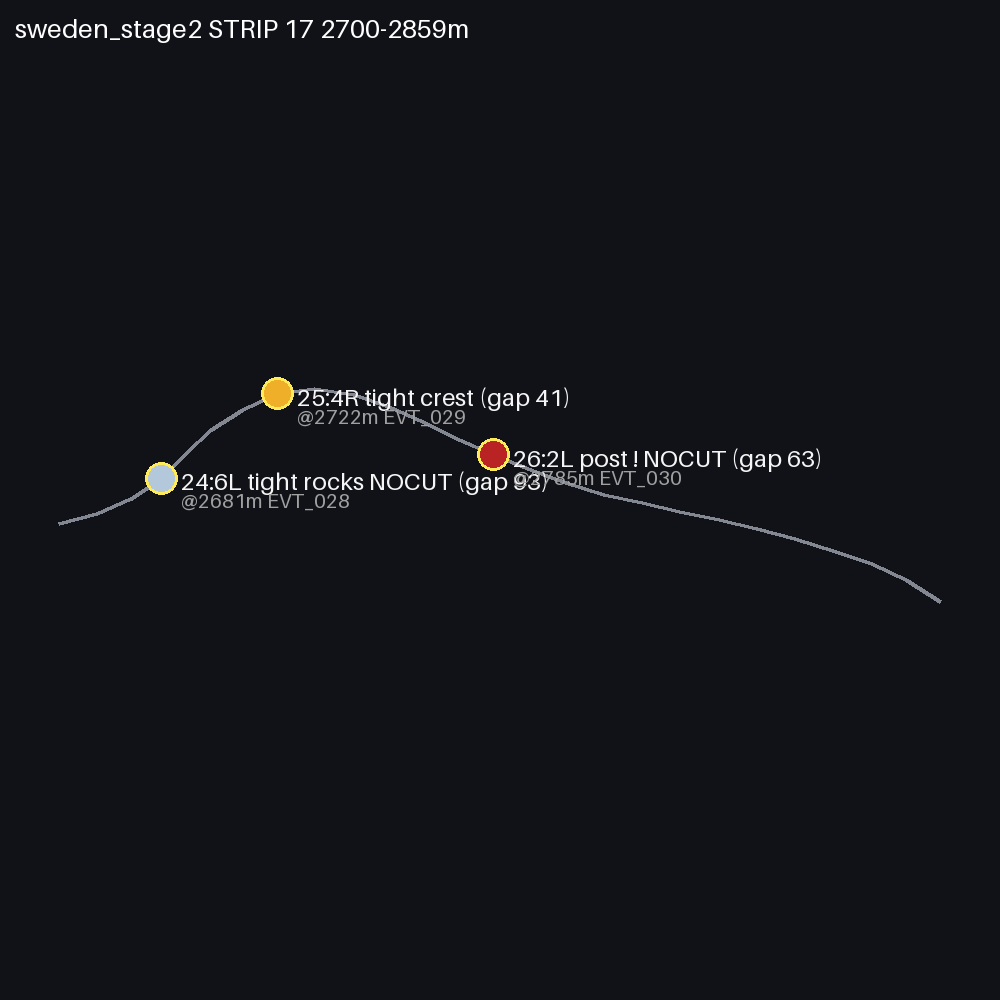 sweden_stage2 STRIP 17 2700-2859m
25:4R tight crest (gap 41)
@2722m EVT_029
26:2L post ! NOCUT (gap 63)
@2785m EVT_030
24:6L tight rocks NOCUT (gap 93)
@2681m EVT_028